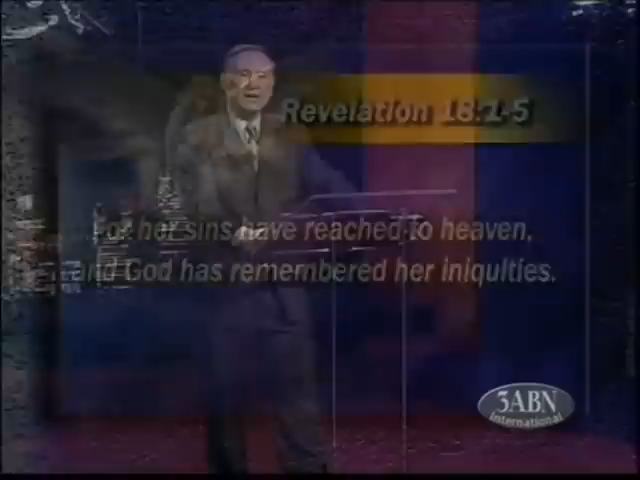 Revelation 18:1-5
For her sins have reached to heaven,
and God has remembered her iniquities.
3ABN
International